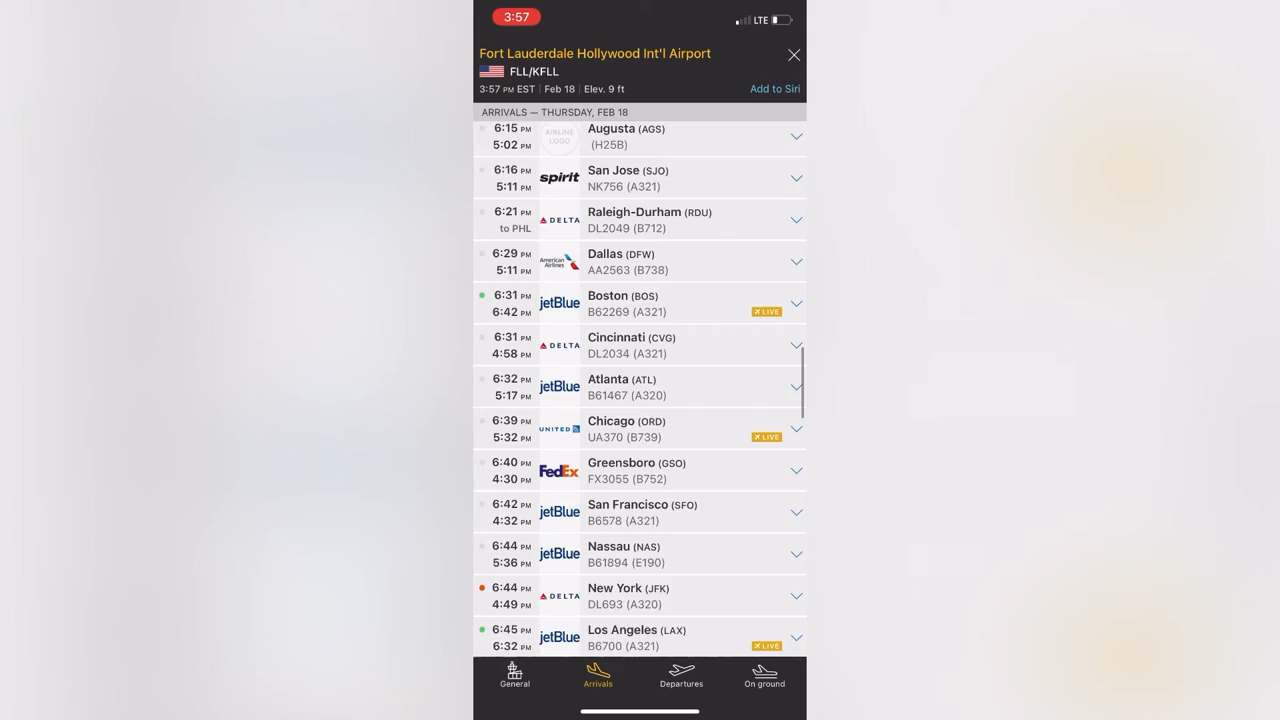 3:57
LTE
Fort Lauderdale Hollywood Int'l Airport
FLL/KFLL
3:57 PM EST | Feb 18 | Elev. 9 ft
Add to Siri
ARRIVALS — THURSDAY, FEB 18
6:15 PM
5:02 PM
AIRLINE
LOGO
Augusta (AGS)
(H25B)
6:16 PM
5:11 PM
spirit
San Jose (SJO)
NK756 (A321)
6:21 PM
to PHL
DELTA
Raleigh-Durham (RDU)
DL2049 (B712)
6:29 PM
5:11 PM
American
Airlines
Dallas (DFW)
AA2563 (B738)
6:31 PM
6:42 PM
jetBlue
Boston (BOS)
B62269 (A321)
LIVE
6:31 PM
4:58 PM
DELTA
Cincinnati (CVG)
DL2034 (A321)
6:32 PM
5:17 PM
jetBlue
Atlanta (ATL)
B61467 (A320)
6:39 PM
5:32 PM
UNITED
Chicago (ORD)
UA370 (B739)
LIVE
6:40 PM
4:30 PM
FedEx
Greensboro (GSO)
FX3055 (B752)
6:42 PM
4:32 PM
jetBlue
San Francisco (SFO)
B6578 (A321)
6:44 PM
5:36 PM
jetBlue
Nassau (NAS)
B61894 (E190)
6:44 PM
4:49 PM
DELTA
New York (JFK)
DL693 (A320)
6:45 PM
6:32 PM
jetBlue
Los Angeles (LAX)
B6700 (A321)
LIVE
General
Arrivals
Departures
On ground